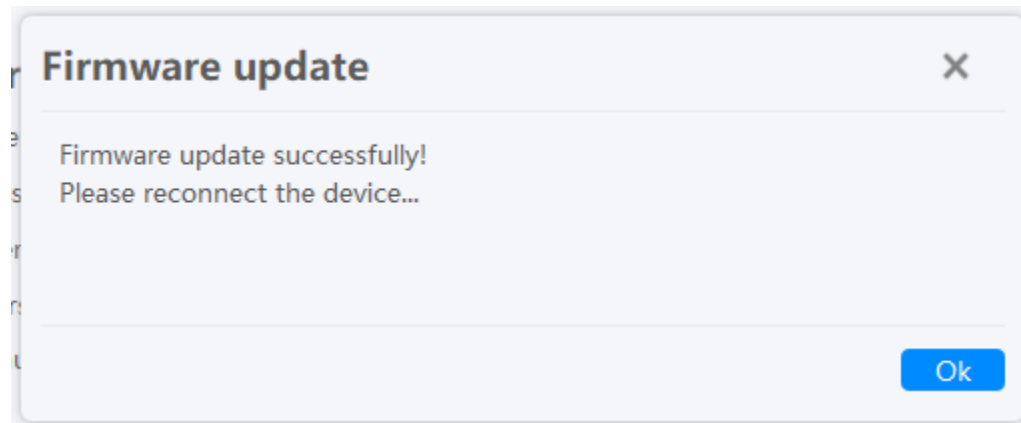 Firmware update
Firmware update successfully!
Please reconnect the device...
Ok